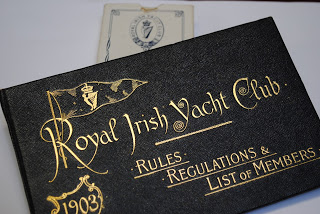 Royal Irish Yacht Club.
RULES
REGULATIONS &
LIST OF MEMBERS
1903